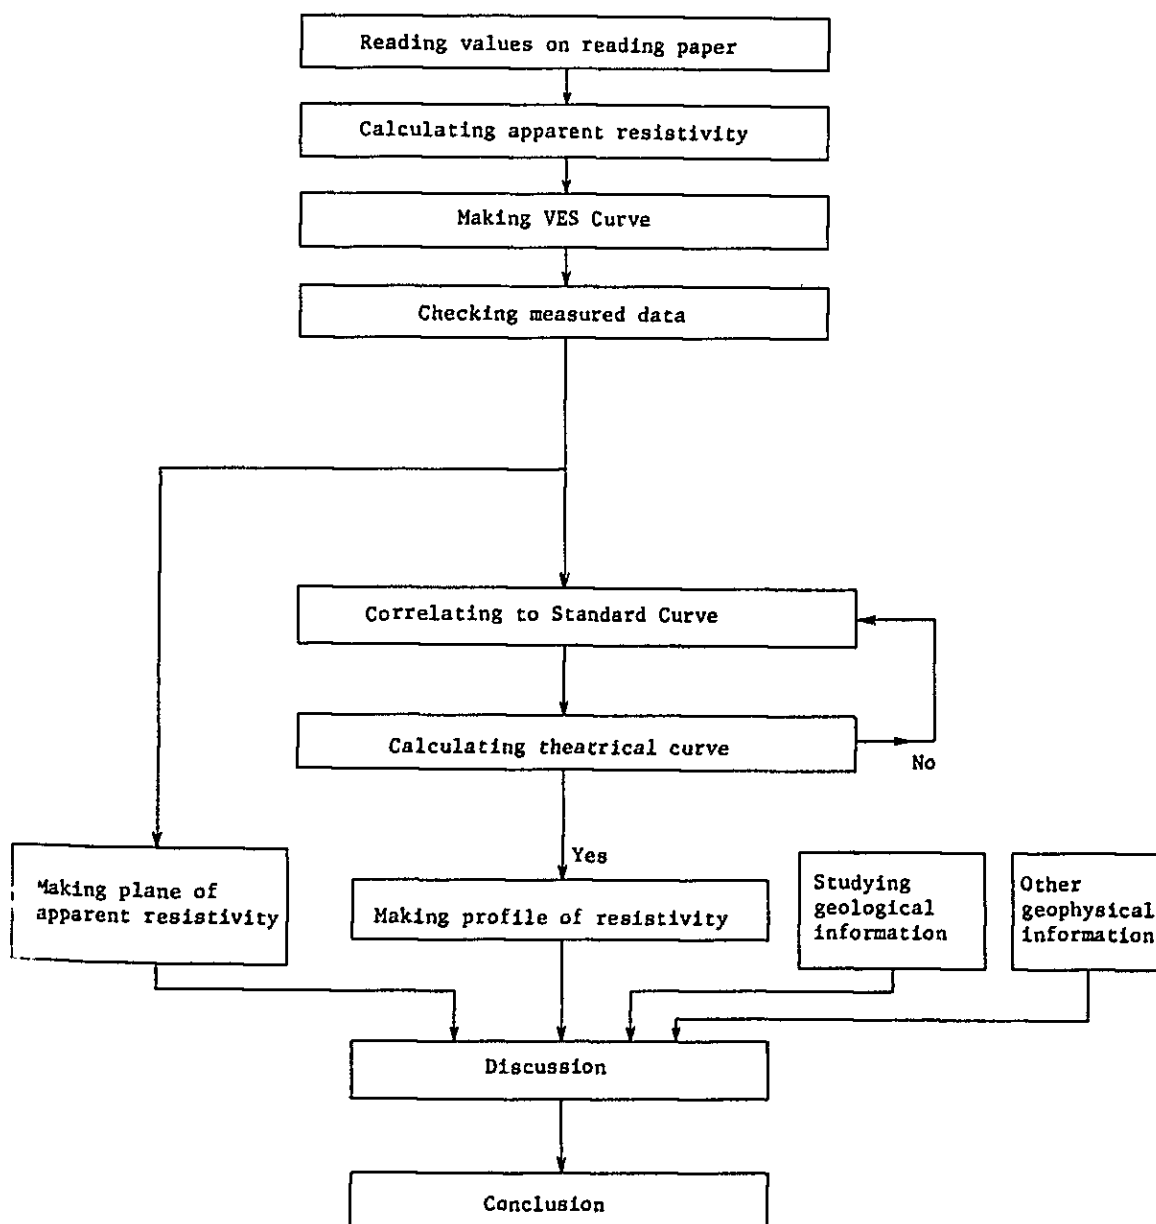 Reading values on reading paper
Calculating apparent resistivity
Making VES Curve
Checking measured data
Correlating to Standard Curve
Calculating theatrical curve
No
Yes
Making plane of
apparent resistivity
Making profile of resistivity
Studying
geological
information
Other
geophysical
information
Discussion
Conclusion